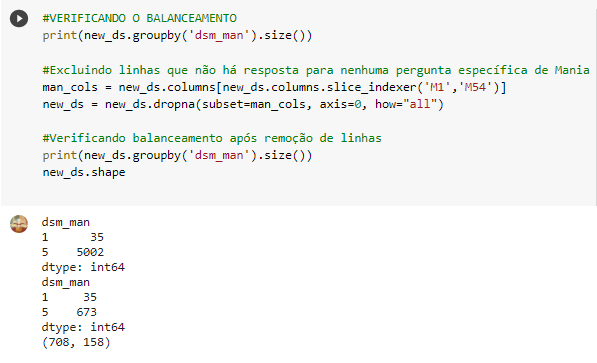 #VERIFICANDO O BALANCEAMENTO
print(new_ds.groupby('dsm_man').size())
#Excluindo linhas que não há resposta para nenhuma pergunta específica de Mania
man_cols = new_ds.columns[new_ds.columns.slice_indexer('M1','M54')]
new_ds = new_ds.dropna(subset=man_cols, axis=0, how="all")
#Verificando balanceamento após remoção de linhas
print(new_ds.groupby('dsm_man').size())
new_ds.shape
dsm_man
1 35
5 5002
dtype: int64
dsm_man
1 35
5 673
dtype: int64
(708, 158)